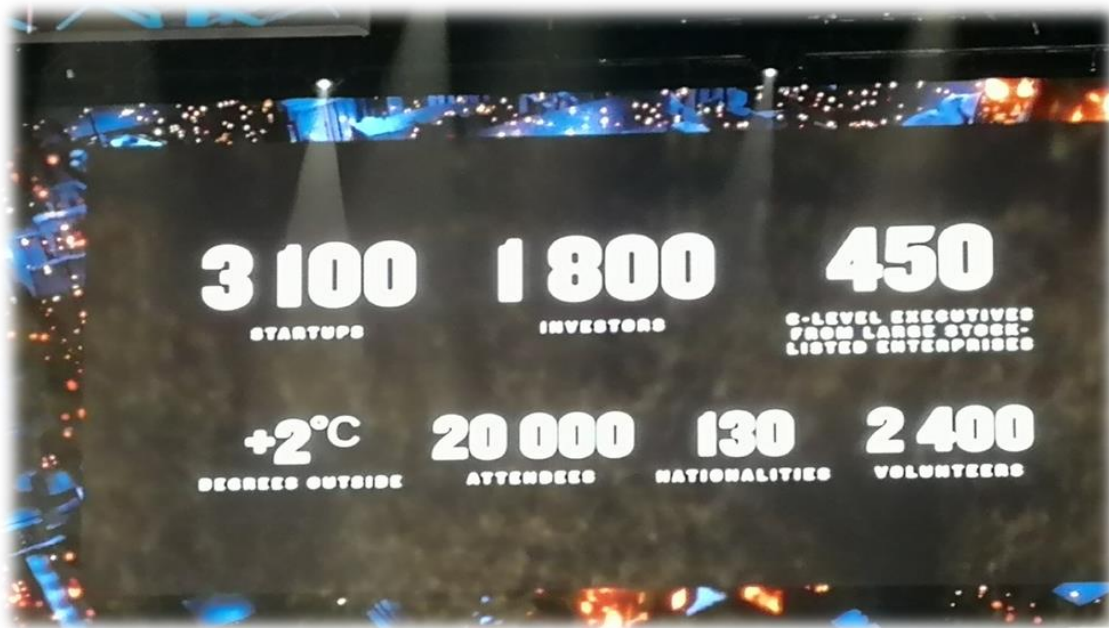 3 100
STARTUPS
1 800
INVESTORS
450
C-LEVEL EXECUTIVES
FROM LARGE STOCK-
LISTED ENTERPRISES
+2°C
DEGREES OUTSIDE
20 000
ATTENDEES
130
NATIONALITIES
2 400
VOLUNTEERS